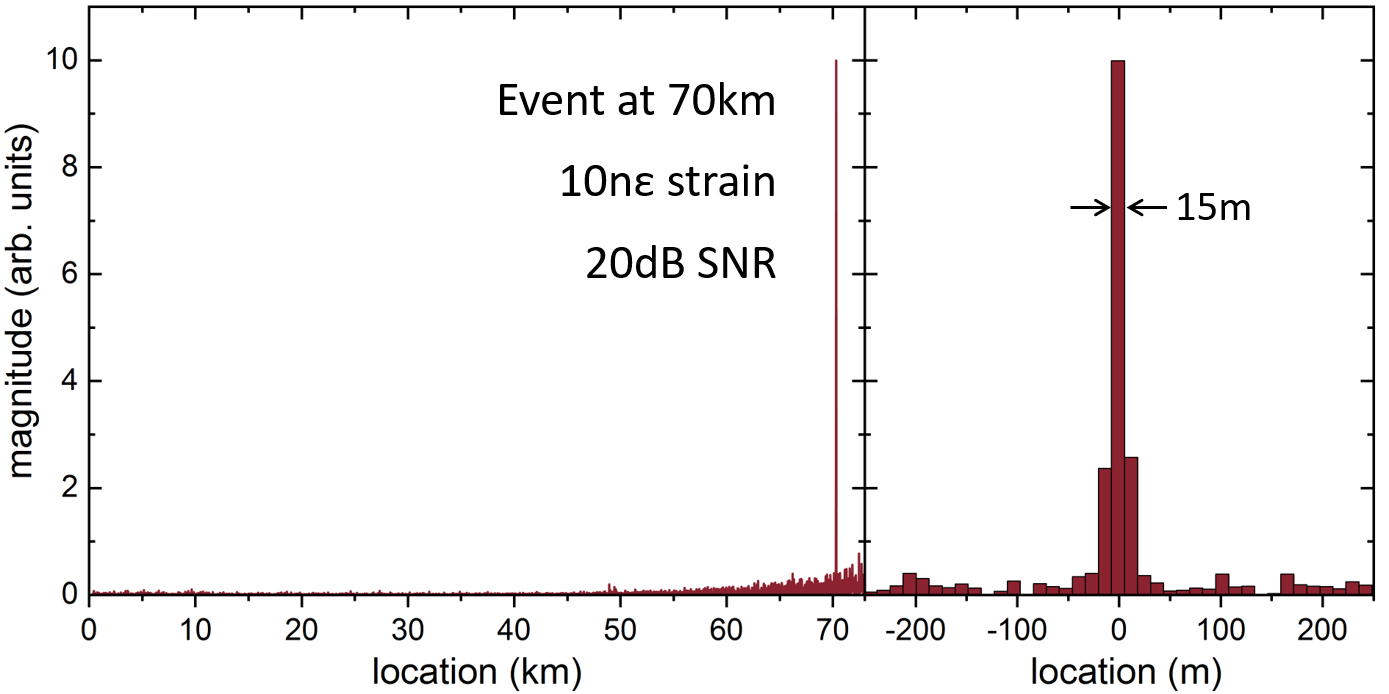 magnitude (arb. units)
10
8
6
4
2
0
Event at 70km
10nε strain
20dB SNR
15m
0 10 20 30 40 50 60 70
-200 -100 0 100 200
location (km)
location (m)